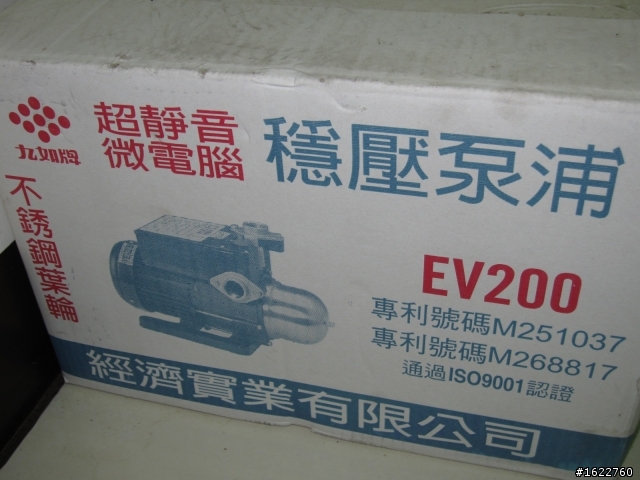 九如牌
超靜音
微電腦
穩壓泵浦
不銹鋼葉輪
EV200
專利號碼M251037
專利號碼M268817
通過ISO9001認證
經濟實業有限公司
#1622760